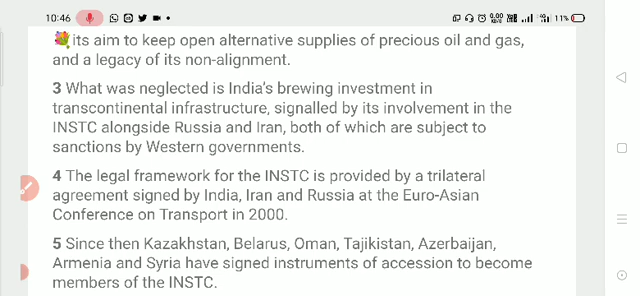 10:46 0.00 KB/S 4G 11%
its aim to keep open alternative supplies of precious oil and gas,
and a legacy of its non-alignment.
3 What was neglected is India's brewing investment in
transcontinental infrastructure, signalled by its involvement in the
INSTC alongside Russia and Iran, both of which are subject to
sanctions by Western governments.
4 The legal framework for the INSTC is provided by a trilateral
agreement signed by India, Iran and Russia at the Euro-Asian
Conference on Transport in 2000.
5 Since then Kazakhstan, Belarus, Oman, Tajikistan, Azerbaijan,
Armenia and Syria have signed instruments of accession to become
members of the INSTC.